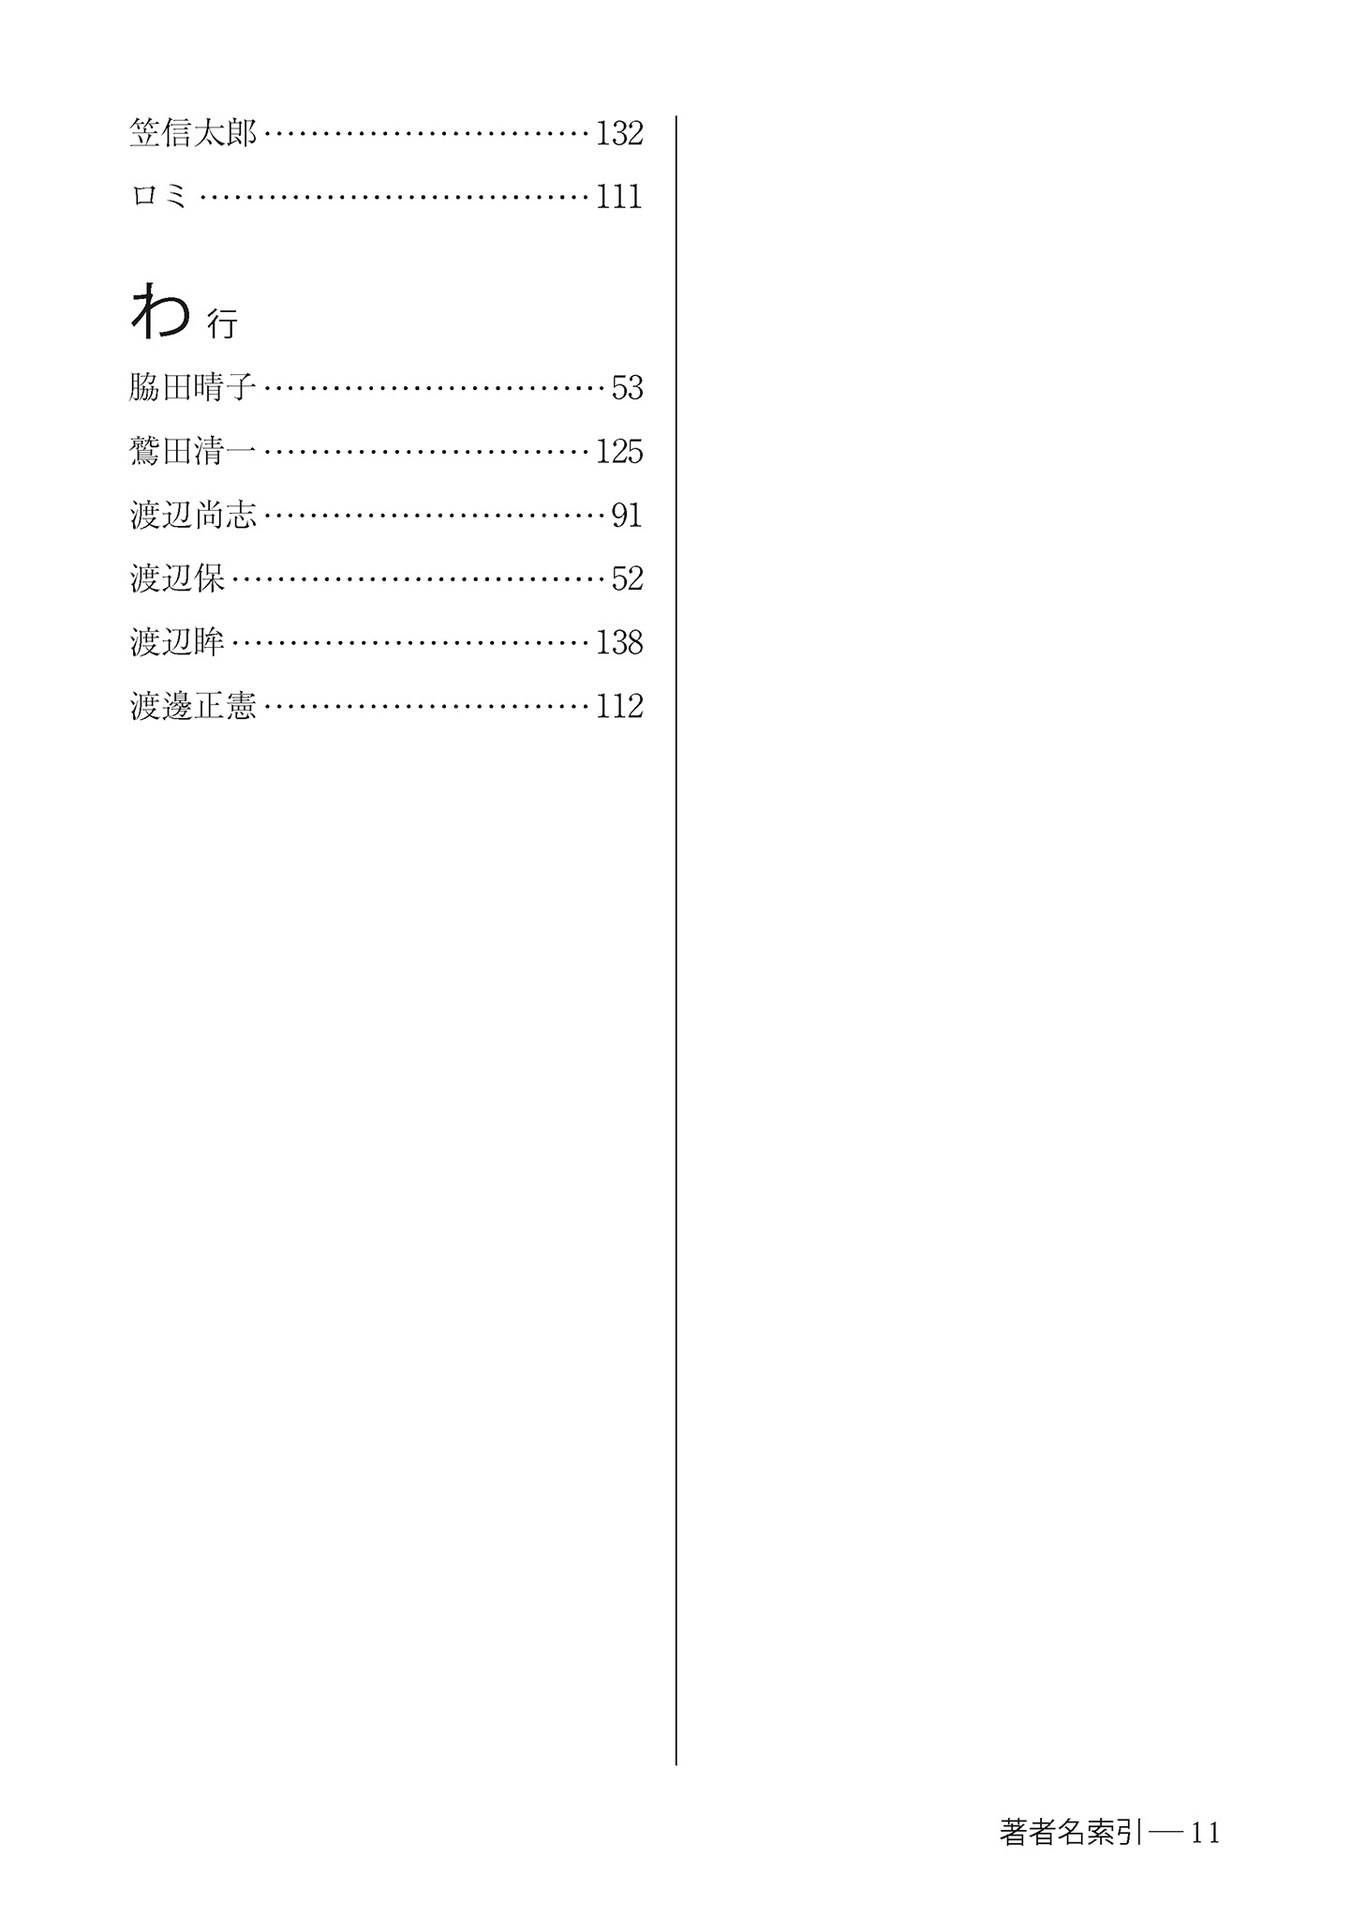 笠信太郎…………………………132
ロミ………………………………111
わ行
脇田晴子…………………………53
鷲田清一…………………………125
渡辺尚志…………………………91
渡辺保……………………………52
渡辺眸……………………………138
渡邊正憲…………………………112
著者名索引―11